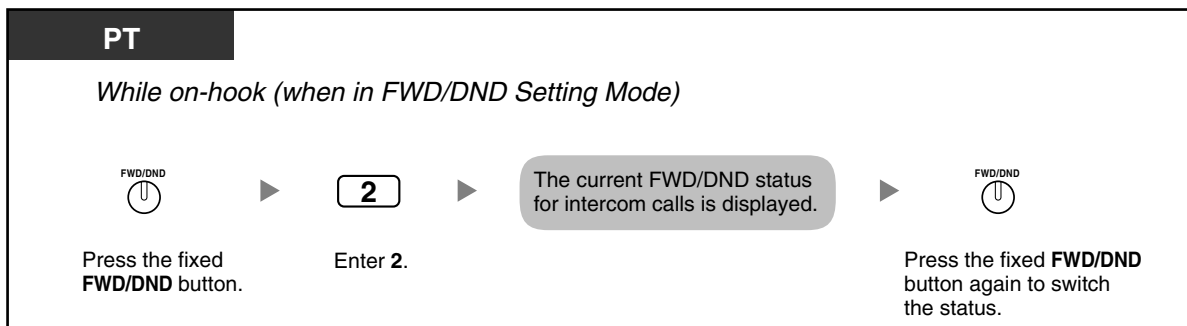 PT
While on-hook (when in FWD/DND Setting Mode)
FWD/DND
2
The current FWD/DND status
for intercom calls is displayed.
FWD/DND
Press the fixed
FWD/DND button.
Enter 2.
Press the fixed FWD/DND
button again to switch
the status.